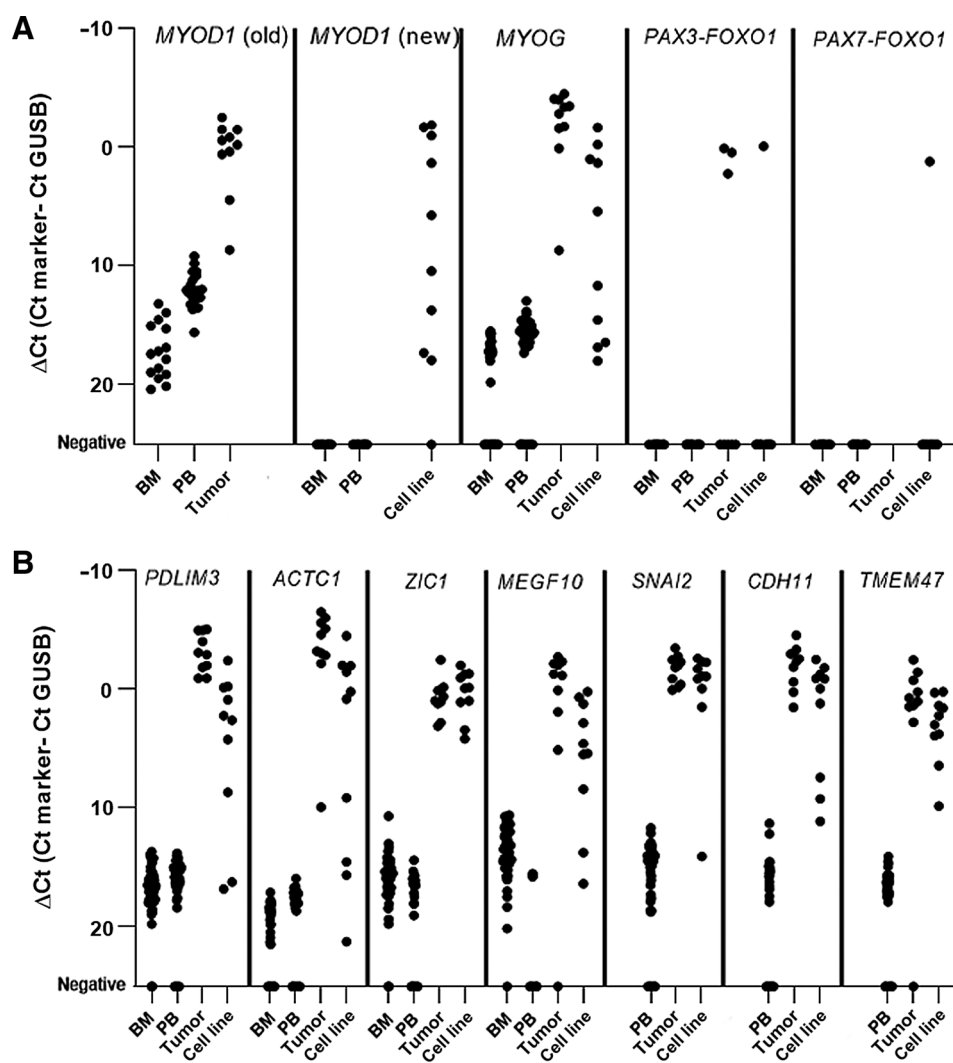 A
-10
MYOD1 (old)
MYOD1 (new)
MYOG
PAX3-FOXO1
PAX7-FOXO1
ΔCt (Ct marker- Ct GUSB)
0
10
20
Negative
BM
PB
Tumor
BM
PB
Cell line
BM
PB
Tumor
Cell line
BM
PB
Tumor
Cell line
BM
PB
Tumor
Cell line
B
-10
PDLIM3
ACTC1
ZIC1
MEGF10
SNAI2
CDH11
TMEM47
ΔCt (Ct marker- Ct GUSB)
0
10
20
Negative
BM
PB
Tumor
Cell line
BM
PB
Tumor
Cell line
BM
PB
Tumor
Cell line
BM
PB
Tumor
Cell line
PB
Tumor
Cell line
PB
Tumor
Cell line
PB
Tumor
Cell line